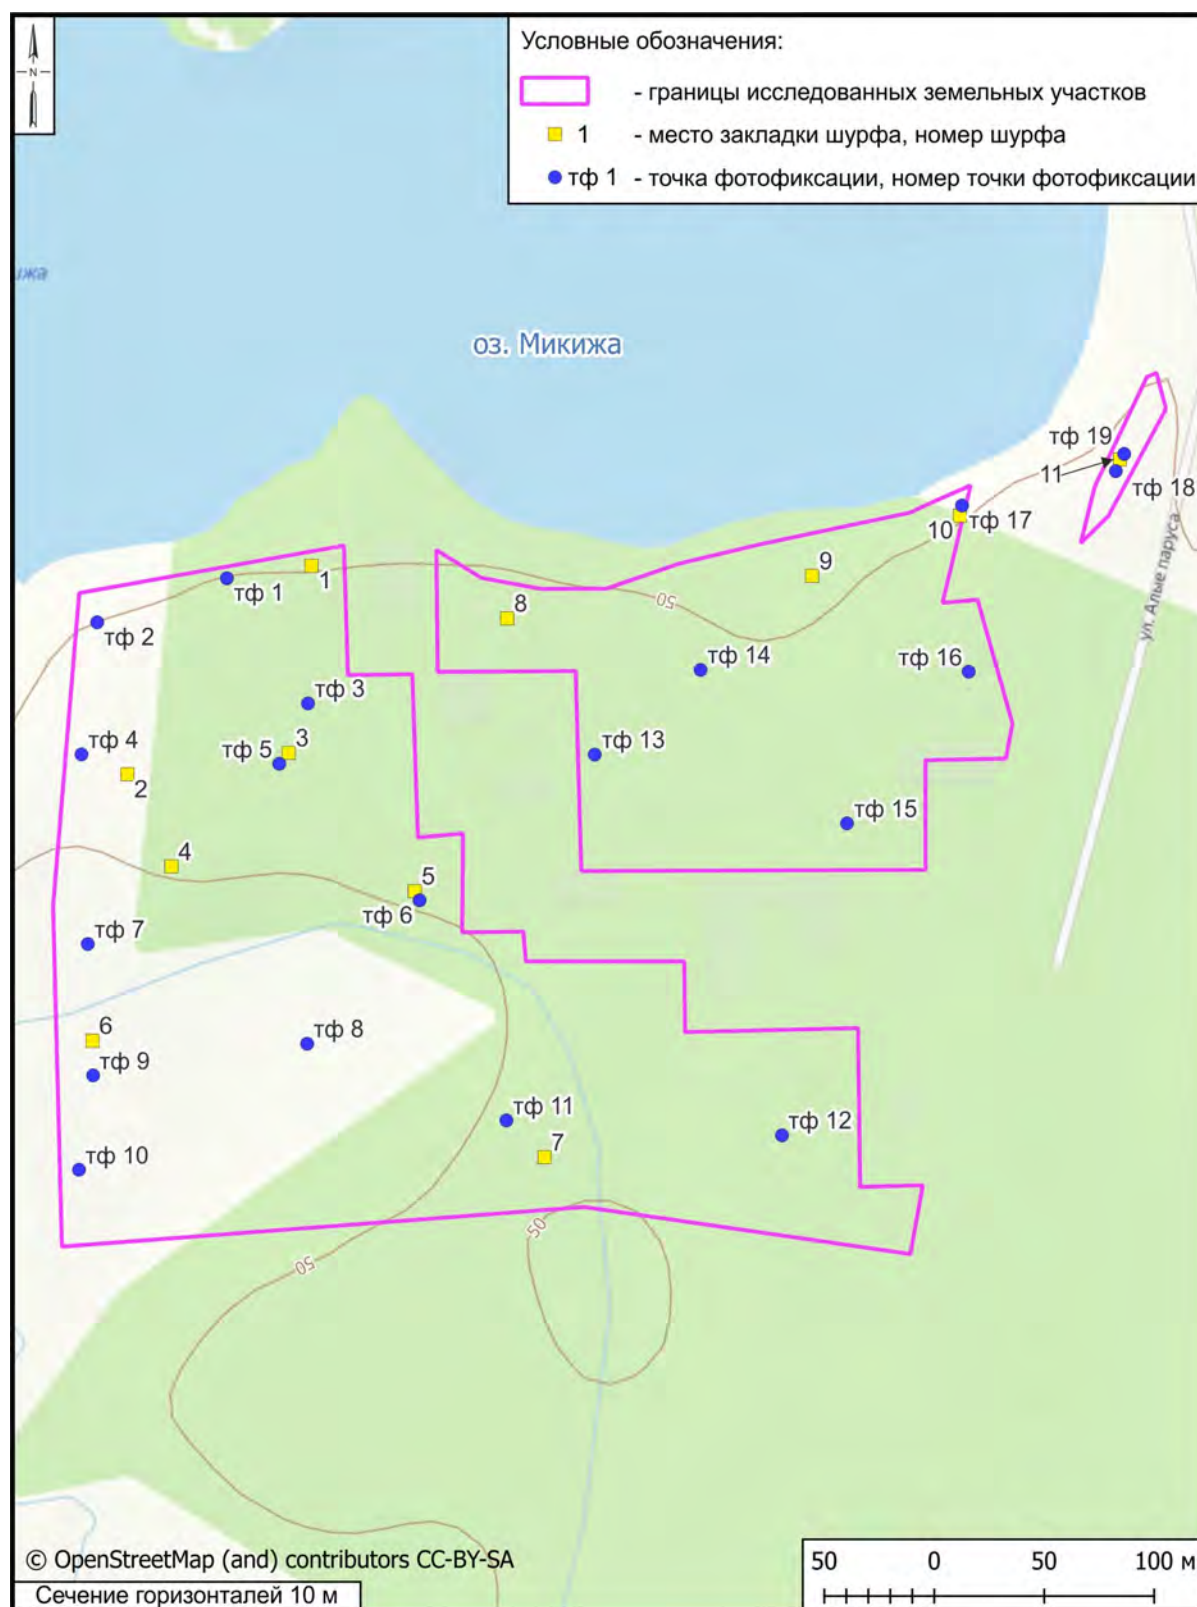 N
Условные обозначения:
- границы исследованных земельных участков
1 - место закладки шурфа, номер шурфа
тф 1 - точка фотофиксации, номер точки фотофиксации
ижа
оз. Микижа
тф 19
11
тф 18
10
тф 17
ул. Алые паруса
9
1
тф 1
8
50
тф 2
тф 14
тф 16
тф 3
3
тф 5
тф 4
2
тф 13
тф 15
4
5
тф 6
тф 7
6
тф 8
тф 9
тф 11
тф 12
7
тф 10
50
50
© OpenStreetMap (and) contributors CC-BY-SA
Сечение горизонталей 10 м
50 0 50 100 м